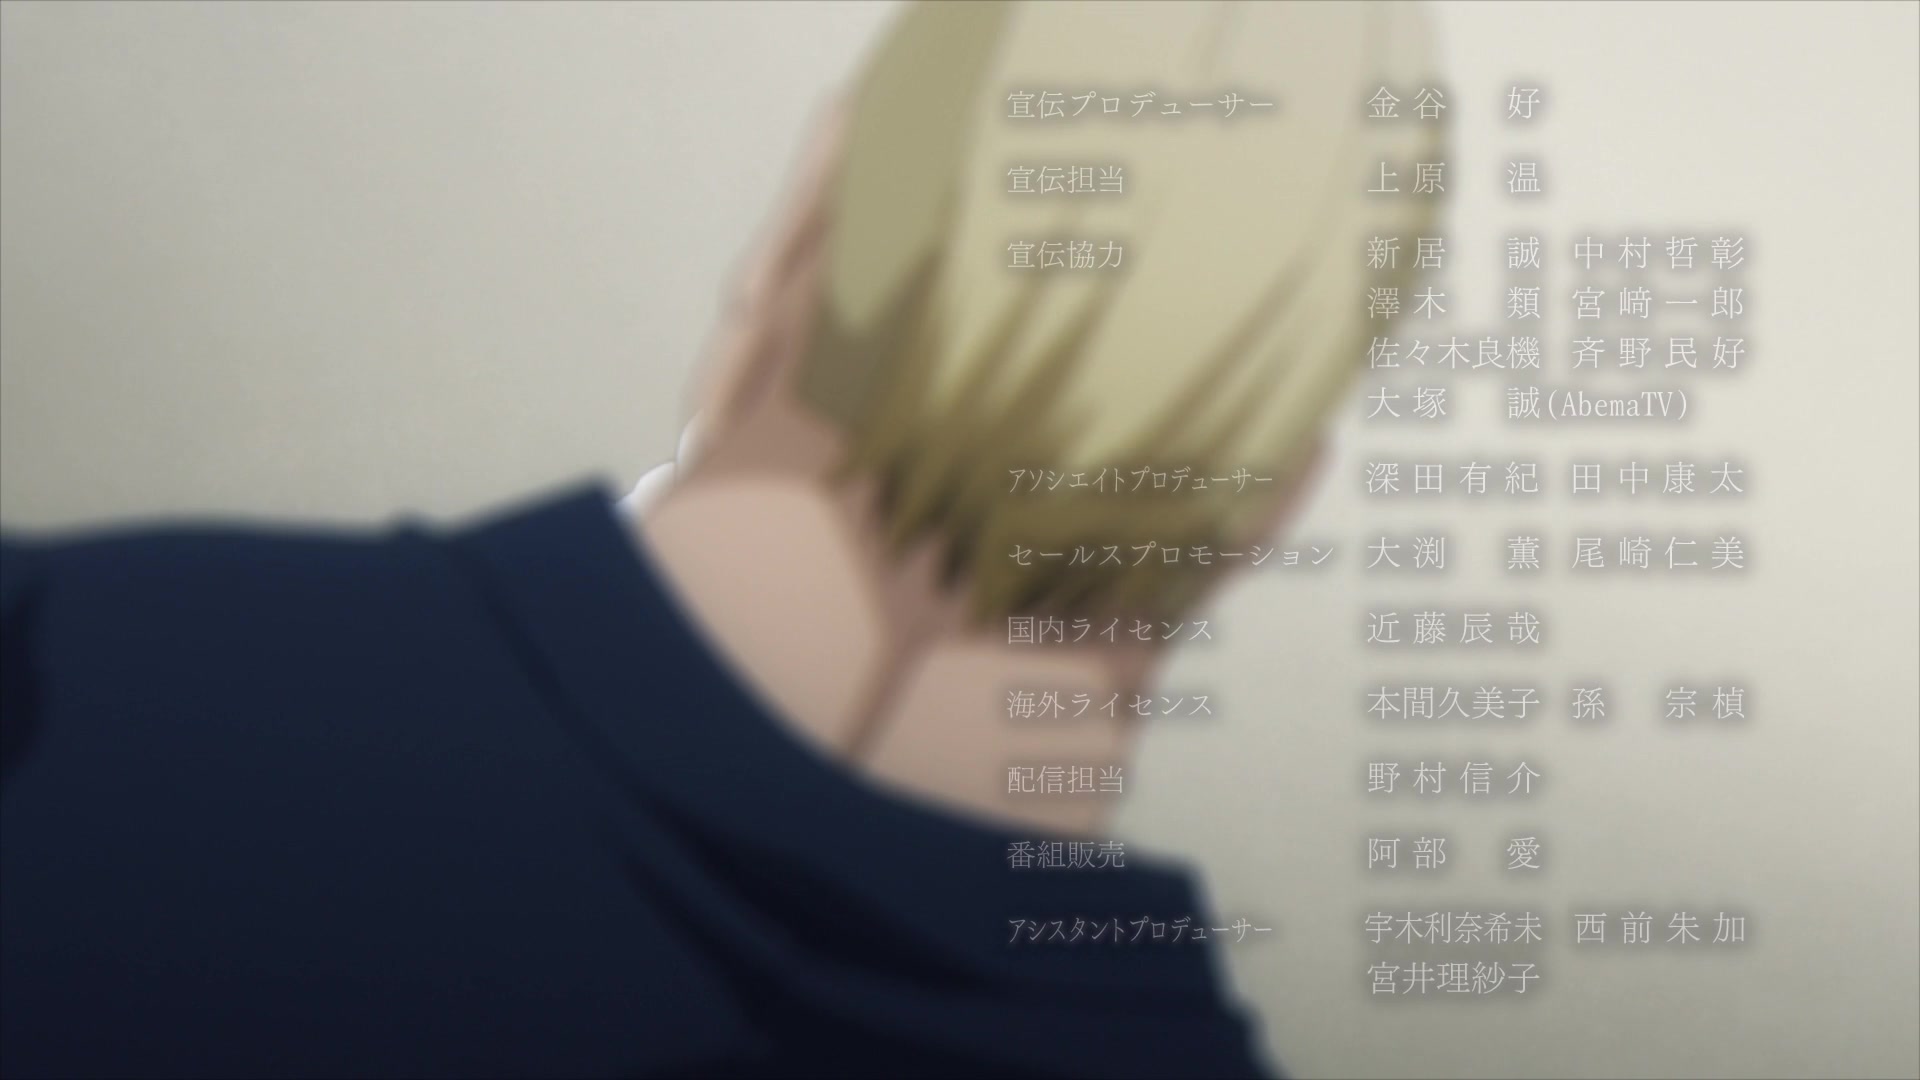 宣伝プロデューサー 金谷 好
宣伝担当 上原 温
宣伝協力 新居 誠 中村哲彰
澤木 類 宮﨑一郎
佐々木良機 斉野民好
大塚 誠(AbemaTV)
アソシエイトプロデューサー 深田有紀 田中康太
セールスプロモーション 大渕 薫 尾崎仁美
国内ライセンス 近藤辰哉
海外ライセンス 本間久美子 孫 宗楨
配信担当 野村信介
番組販売 阿部 愛
アシスタントプロデューサー 宇木利奈希未 西前朱加
宮井理紗子